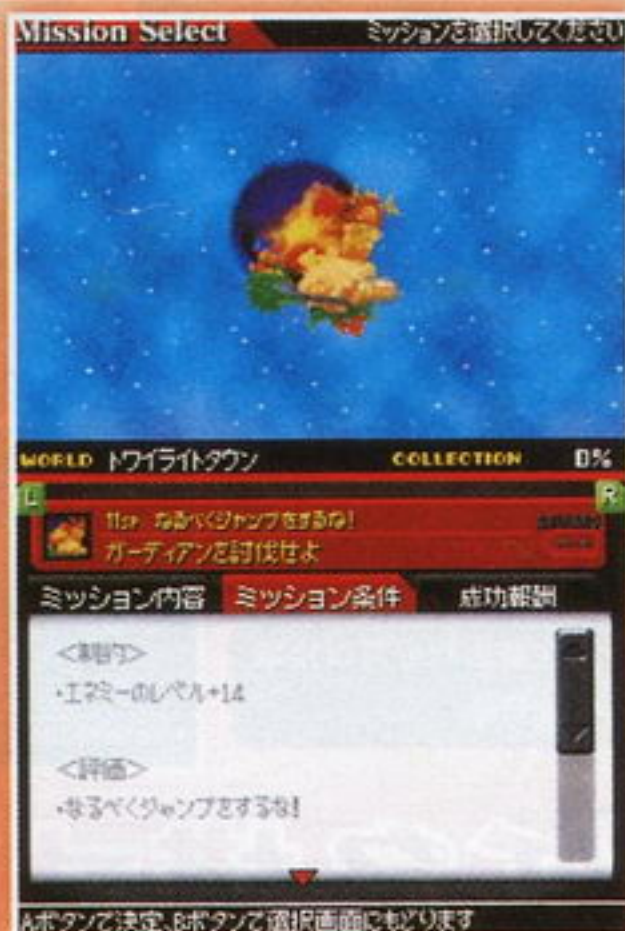 Mission Select
ミッションを選択してください
WORLD トワイライトタウン COLLECTION 0%
L R
なるべくジャンプをするな!
ガーディアンを討伐せよ
ミッション内容 ミッション条件 成功報酬
<制約>
・エネミーのレベル+14
<評価>
・なるべくジャンプをするな!
Aボタンで決定、Bボタンで選択画面にもどります